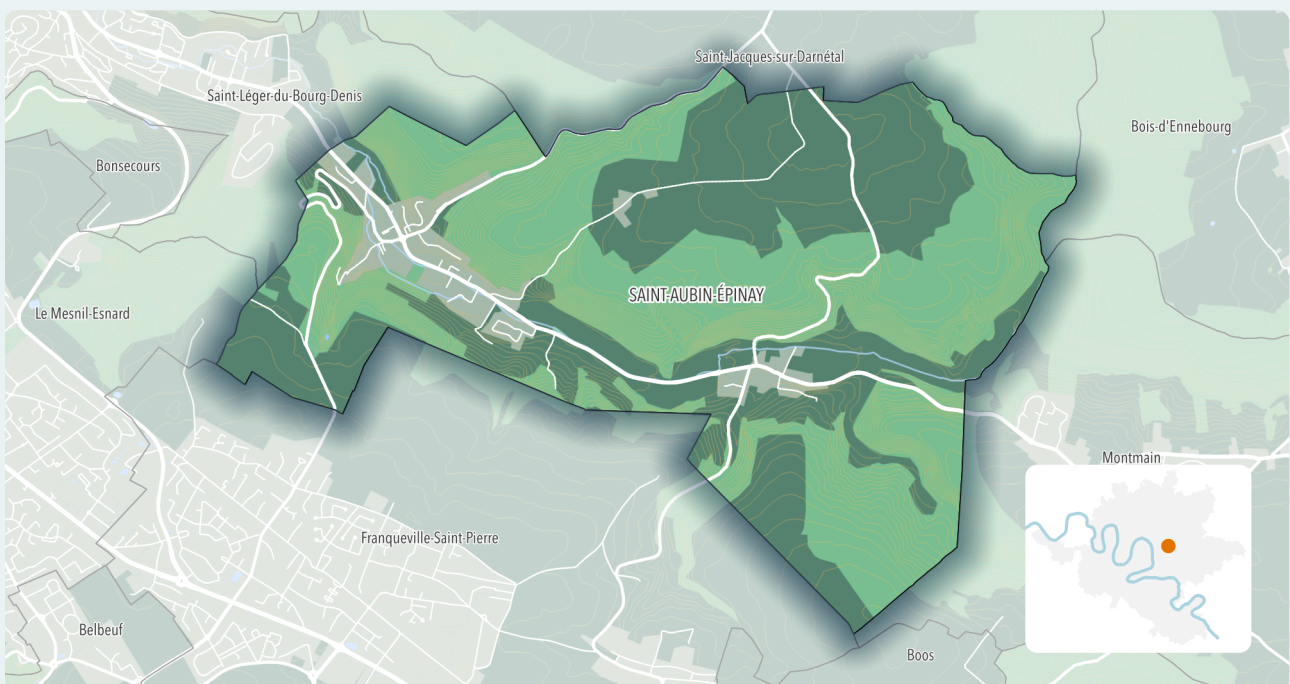 Saint-Jacques-sur-Darnétal
Saint-Léger-du-Bourg-Denis
Bois-d'Ennebourg
Bonsecours
SAINT-AUBIN-ÉPINAY
Le Mesnil-Esnard
Montmain
Franqueville-Saint-Pierre
Belbeuf
Boos